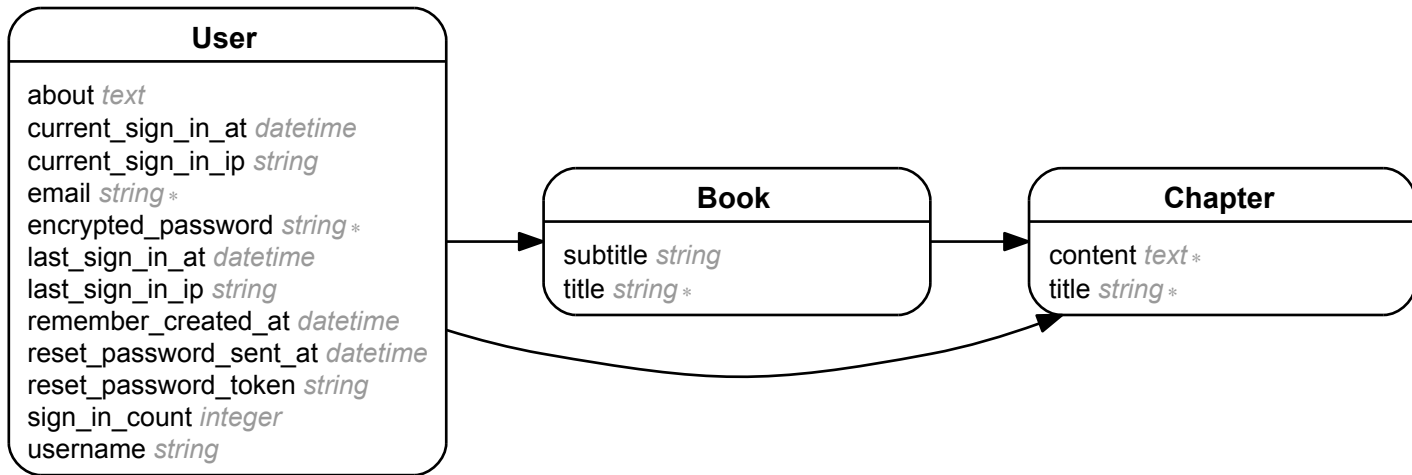 User
about text
current_sign_in_at datetime
current_sign_in_ip string
email string *
encrypted_password string *
last_sign_in_at datetime
last_sign_in_ip string
remember_created_at datetime
reset_password_sent_at datetime
reset_password_token string
sign_in_count integer
username string
Book
subtitle string
title string *
Chapter
content text *
title string *